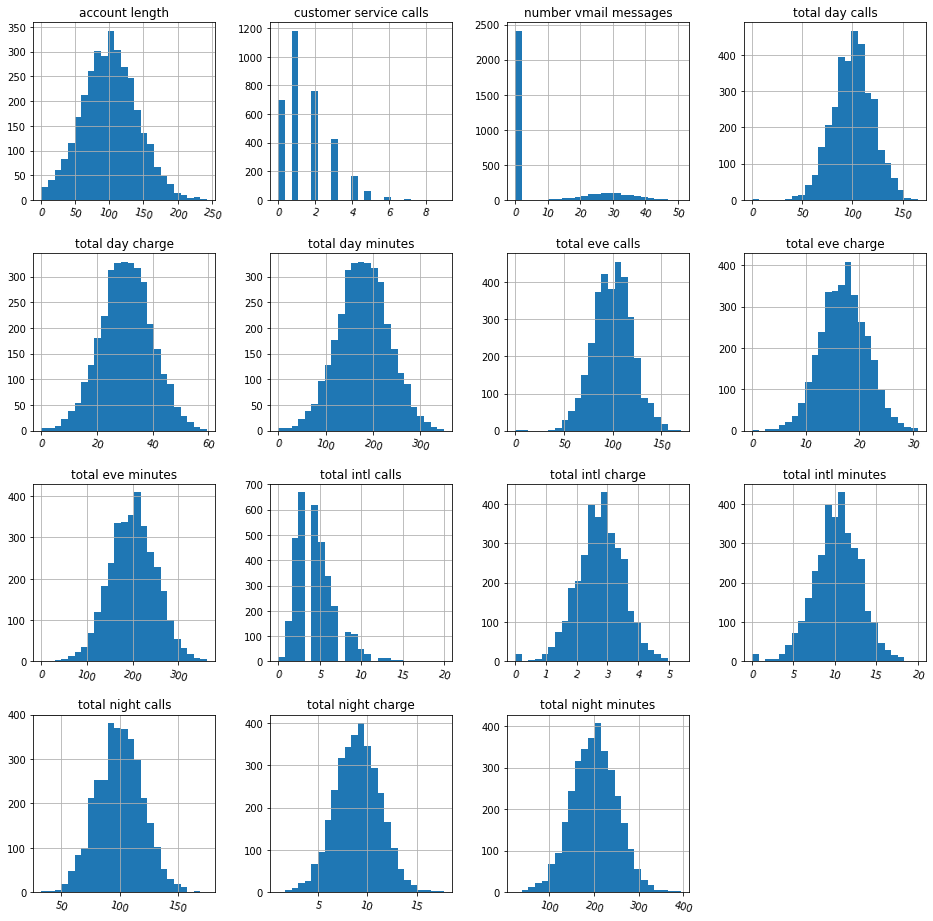 account length
350
300
250
200
150
100
50
0
0 50 100 150 200 250
customer service calls
1200
1000
800
600
400
200
0
0 2 4 6 8
number vmail messages
2500
2000
1500
1000
500
0
0 10 20 30 40 50
total day calls
400
300
200
100
0
0 50 100 150
total day charge
300
250
200
150
100
50
0
0 20 40 60
total day minutes
300
250
200
150
100
50
0
0 100 200 300
total eve calls
400
300
200
100
0
0 50 100 150
total eve charge
400
300
200
100
0
0 10 20 30
total eve minutes
400
300
200
100
0
0 100 200 300
total intl calls
700
600
500
400
300
200
100
0
0 5 10 15 20
total intl charge
400
300
200
100
0
0 1 2 3 4 5
total intl minutes
400
300
200
100
0
0 5 10 15 20
total night calls
400
300
200
100
0
50 100 150
total night charge
400
300
200
100
0
5 10 15
total night minutes
400
300
200
100
0
100 200 300 400